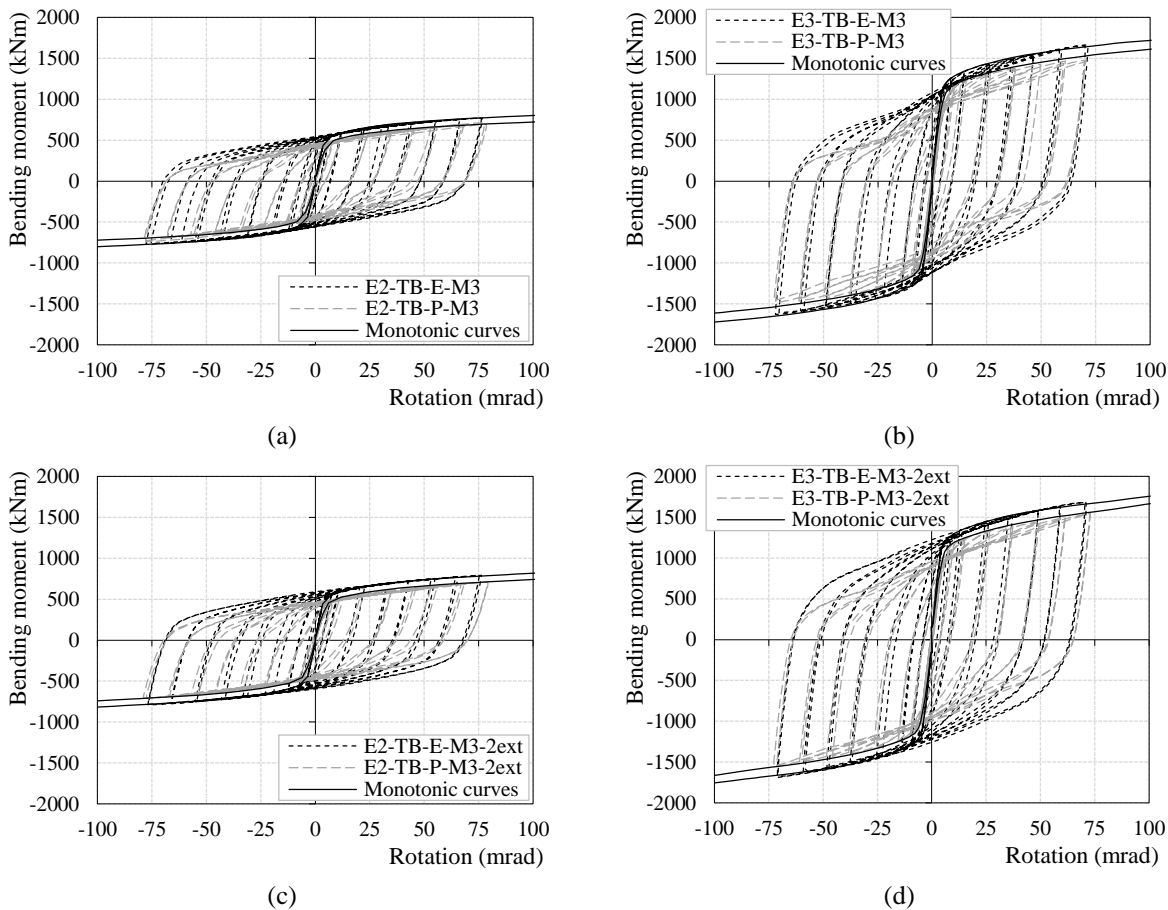 2000
1500
1000
500
0
-500
-1000
-1500
-2000
Bending moment (kNm)
E2-TB-E-M3
E2-TB-P-M3
Monotonic curves
-100 -75 -50 -25 0 25 50 75 100
Rotation (mrad)
(a)
2000
1500
1000
500
0
-500
-1000
-1500
-2000
Bending moment (kNm)
E3-TB-E-M3
E3-TB-P-M3
Monotonic curves
-100 -75 -50 -25 0 25 50 75 100
Rotation (mrad)
(b)
2000
1500
1000
500
0
-500
-1000
-1500
-2000
Bending moment (kNm)
E2-TB-E-M3-2ext
E2-TB-P-M3-2ext
Monotonic curves
-100 -75 -50 -25 0 25 50 75 100
Rotation (mrad)
(c)
2000
1500
1000
500
0
-500
-1000
-1500
-2000
Bending moment (kNm)
E3-TB-E-M3-2ext
E3-TB-P-M3-2ext
Monotonic curves
-100 -75 -50 -25 0 25 50 75 100
Rotation (mrad)
(d)